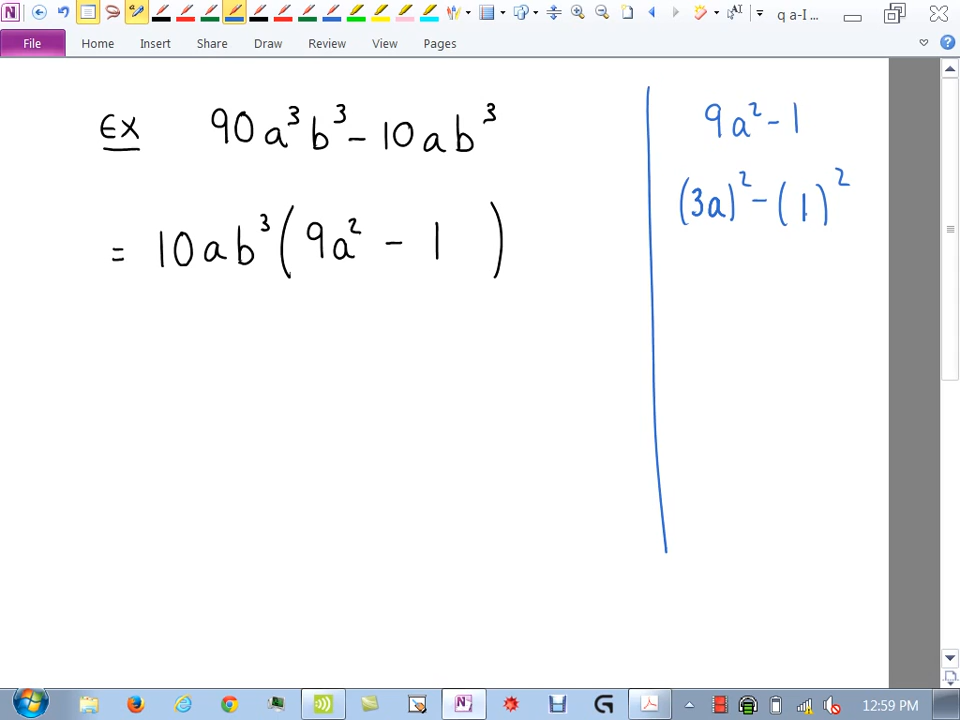 q a-I ...
File Home Insert Share Draw Review View Pages
Ex 90a³b³ - 10ab³
= 10ab³(9a² - 1 )
9a² - 1
(3a)² - (1)²
12:59 PM